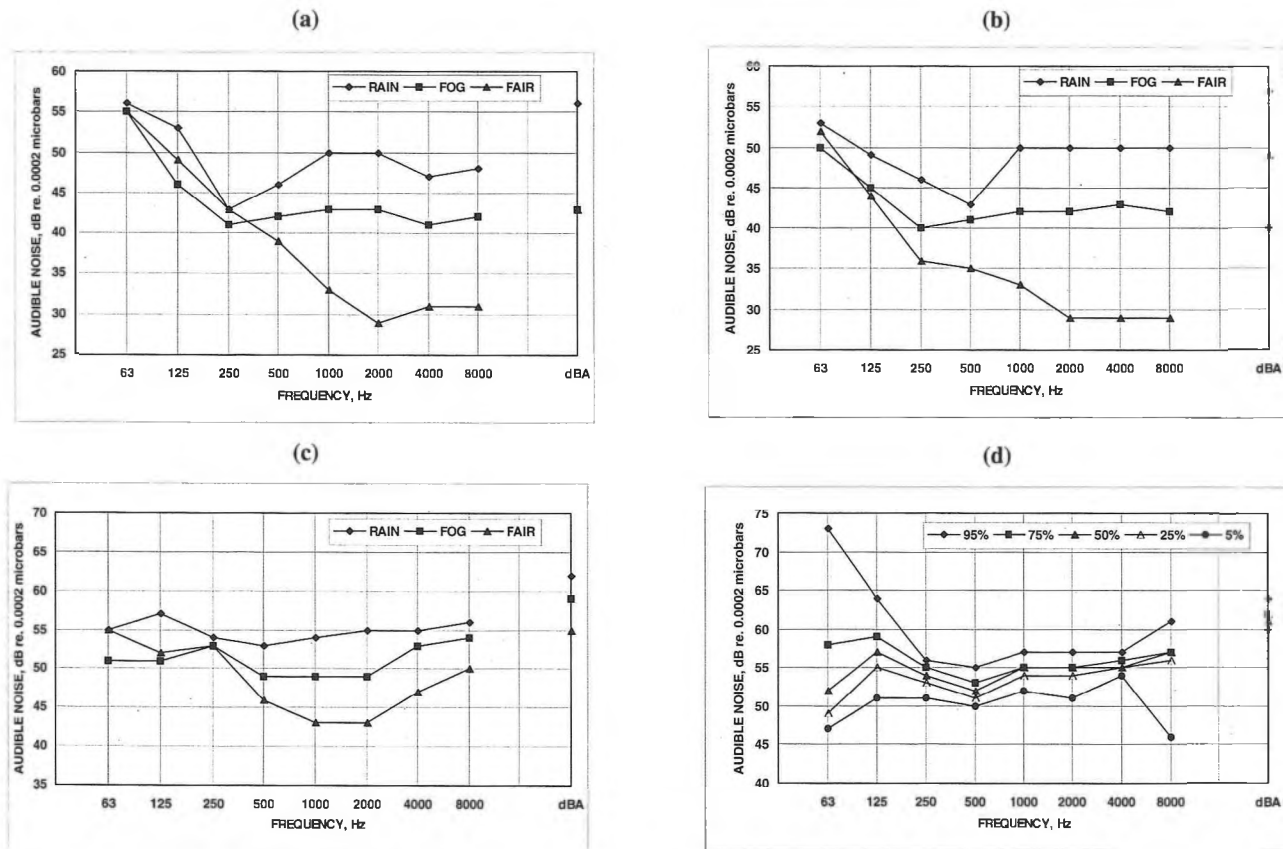 (a)
AUDIBLE NOISE, dB re. 0.0002 microbars
60
55
50
45
40
35
30
25
RAIN FOG FAIR
63 125 250 500 1000 2000 4000 8000 dBA
FREQUENCY, Hz
(b)
AUDIBLE NOISE, dB re. 0.0002 microbars
60
55
50
45
40
35
30
25
RAIN FOG FAIR
63 125 250 500 1000 2000 4000 8000 dBA
FREQUENCY, Hz
(c)
AUDIBLE NOISE, dB re. 0.0002 microbars
70
65
60
55
50
45
40
35
RAIN FOG FAIR
63 125 250 500 1000 2000 4000 8000 dBA
FREQUENCY, Hz
(d)
AUDIBLE NOISE, dB re. 0.0002 microbars
75
70
65
60
55
50
45
40
95% 75% 50% 25% 5%
63 125 250 500 1000 2000 4000 8000 dBA
FREQUENCY, Hz